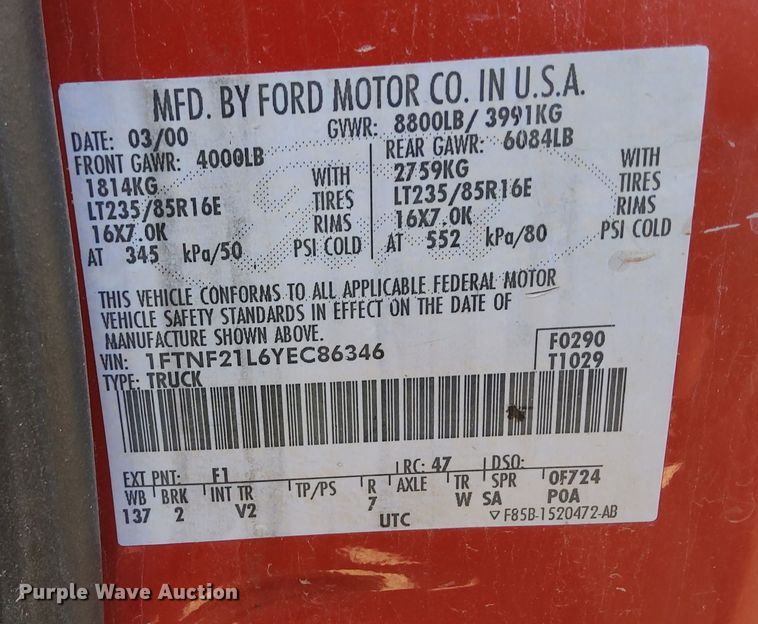 MFD. BY FORD MOTOR CO. IN U.S.A.
DATE: 03/00 GVWR: 8800LB/ 3991KG
FRONT GAWR: 4000LB REAR GAWR: 6084LB
1814KG WITH 2759KG WITH
LT235/85R16E TIRES LT235/85R16E TIRES
16X7.0K RIMS 16X7.0K RIMS
AT 345 kPa/50 PSI COLD AT 552 kPa/80 PSI COLD
THIS VEHICLE CONFORMS TO ALL APPLICABLE FEDERAL MOTOR
VEHICLE SAFETY STANDARDS IN EFFECT ON THE DATE OF
MANUFACTURE SHOWN ABOVE.
VIN: 1FTNF21L6YEC86346 F0290
TYPE: TRUCK T1029
EXT PNT: F1 RC: 47 DSO:
WB BRK INT TR TP/PS R AXLE TR SPR 0F724
137 2 V2 7 W SA POA
UTC ▽ F85B-1520472-AB
Purple Wave Auction